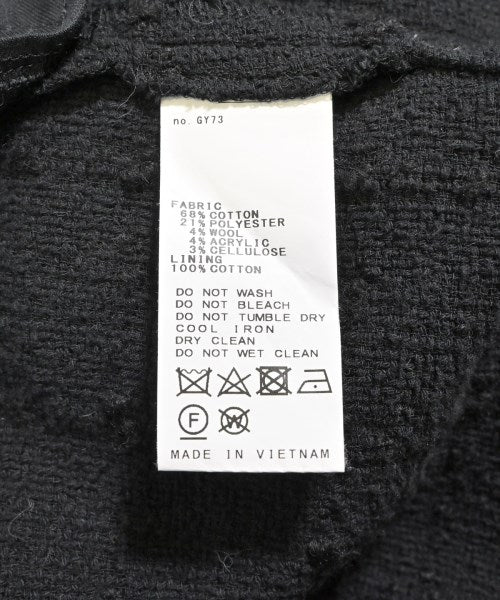 no. GY73
FABRIC
68% COTTON
21% POLYESTER
4% WOOL
4% ACRYLIC
3% CELLULOSE
LINING
100% COTTON
DO NOT WASH
DO NOT BLEACH
DO NOT TUMBLE DRY
COOL IRON
DRY CLEAN
DO NOT WET CLEAN
F W
MADE IN VIETNAM